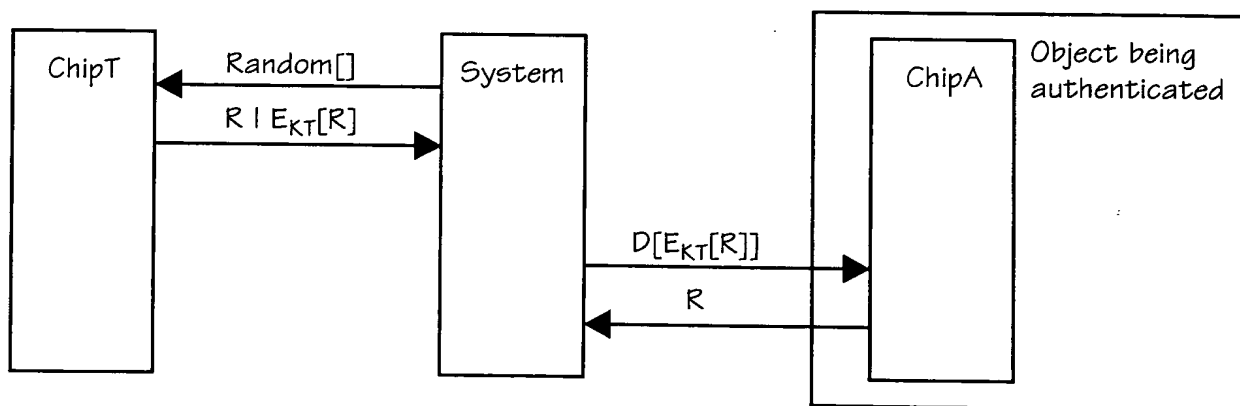 ChipT
Random[]
R | E_KT[R]
System
D[E_KT[R]]
R
ChipA
Object being
authenticated